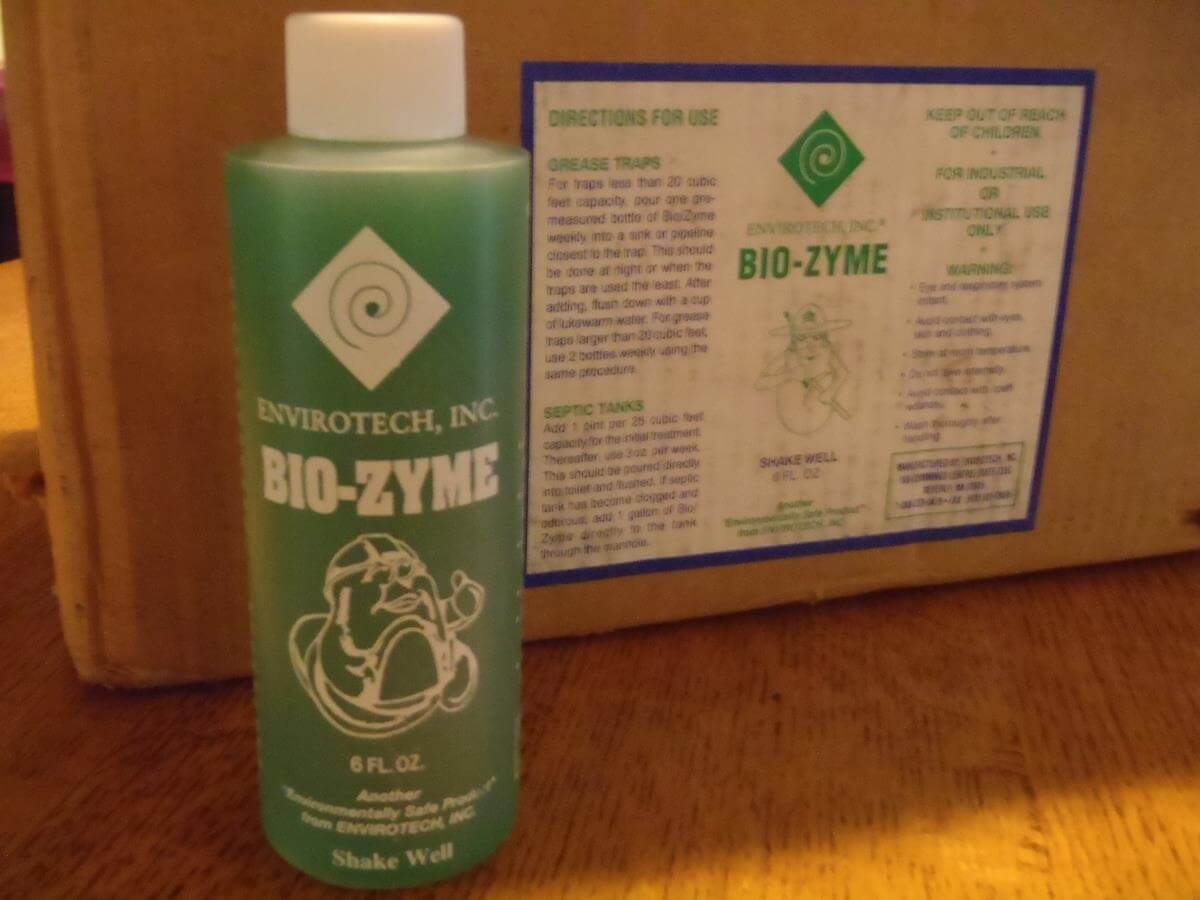 ENVIROTECH, INC.
BIO-ZYME
6 FL. OZ.
Another
"Environmentally Safe Product"
from ENVIROTECH, INC.
Shake Well
DIRECTIONS FOR USE
GREASE TRAPS
For traps less than 20 cubic
feet capacity, pour one pre-
measured bottle of Bio/Zyme
weekly into a sink or pipeline
closest to the trap. This should
be done at night or when the
traps are used the least. After
adding, flush down with a cup
of lukewarm water. For grease
traps larger than 20 cubic feet,
use 2 bottles weekly using the
same procedure.
SEPTIC TANKS
Add 1 pint per 25 cubic feet
capacity for the initial treatment.
Thereafter, use 3 oz. per week.
This should be poured directly
into toilet and flushed. If septic
tank has become clogged and
odorous, add 1 gallon of Bio/
Zyme directly to the tank
through the manhole.
ENVIROTECH, INC.®
BIO-ZYME
SHAKE WELL
6 FL. OZ.
Another
"Environmentally Safe Product"
from ENVIROTECH, INC.
KEEP OUT OF REACH
OF CHILDREN
•
FOR INDUSTRIAL
OR
INSTITUTIONAL USE
ONLY
•
WARNING:
• Eye and respiratory system
irritant.
• Avoid contact with eyes,
skin and clothing.
• Store at room temperature.
• Do not take internally.
• Avoid contact with
• Wash thoroughly after
handling.
MANUFACTURED BY: ENVIROTECH, INC.